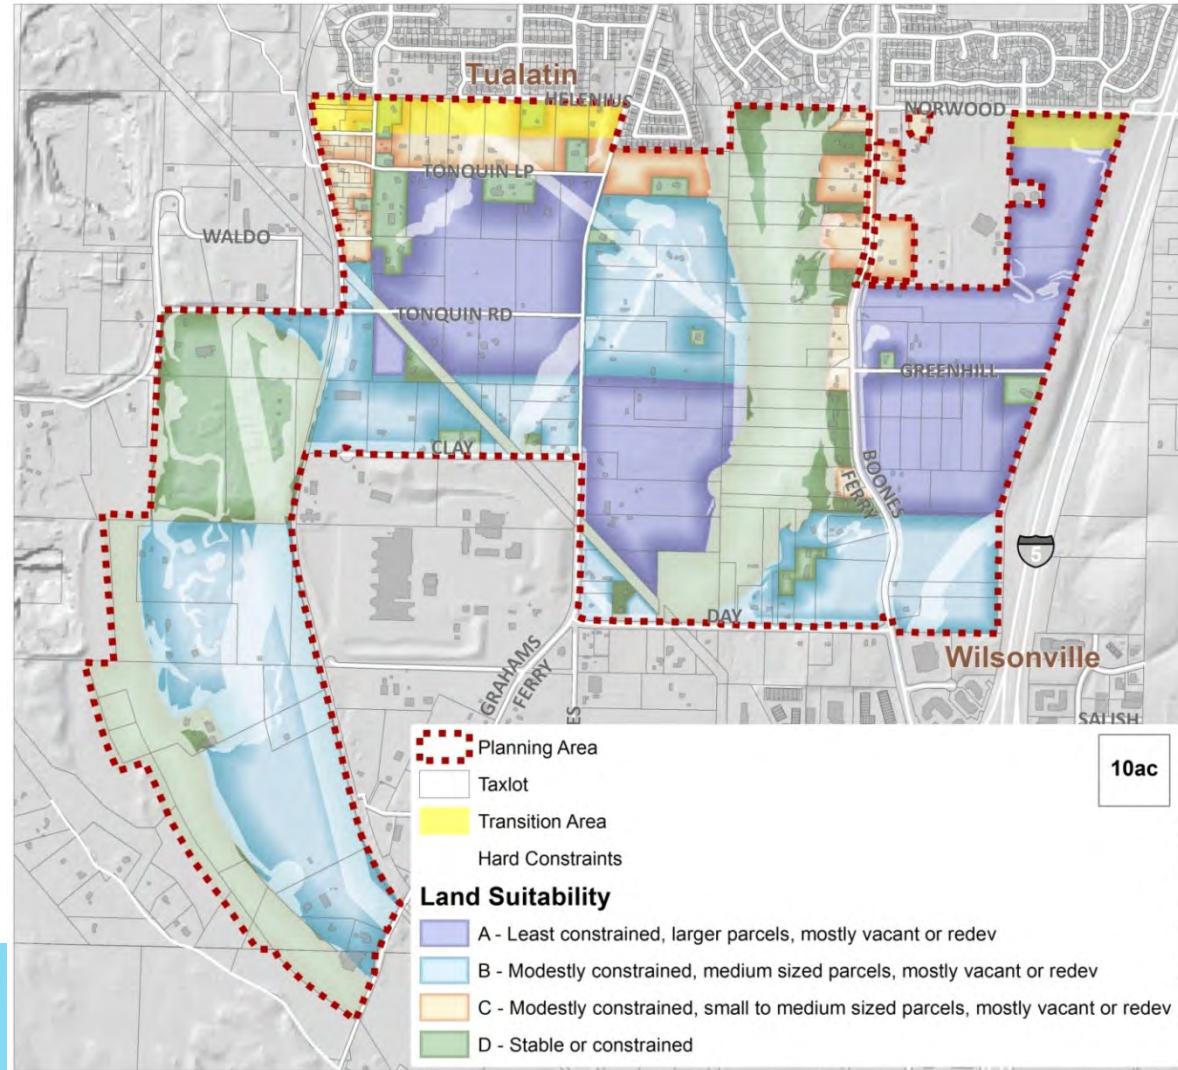 Tualatin
HELENIUS
NORWOOD
TONQUIN LP
WALDO
TONQUIN RD
GREENHILL
CLAY
BOONES
FERRY
5
DAY
GRAHAMS
FERRY
ES
Wilsonville
SALISH
Planning Area
10ac
Taxlot
Transition Area
Hard Constraints
Land Suitability
A - Least constrained, larger parcels, mostly vacant or redev
B - Modestly constrained, medium sized parcels, mostly vacant or redev
C - Modestly constrained, small to medium sized parcels, mostly vacant or redev
D - Stable or constrained